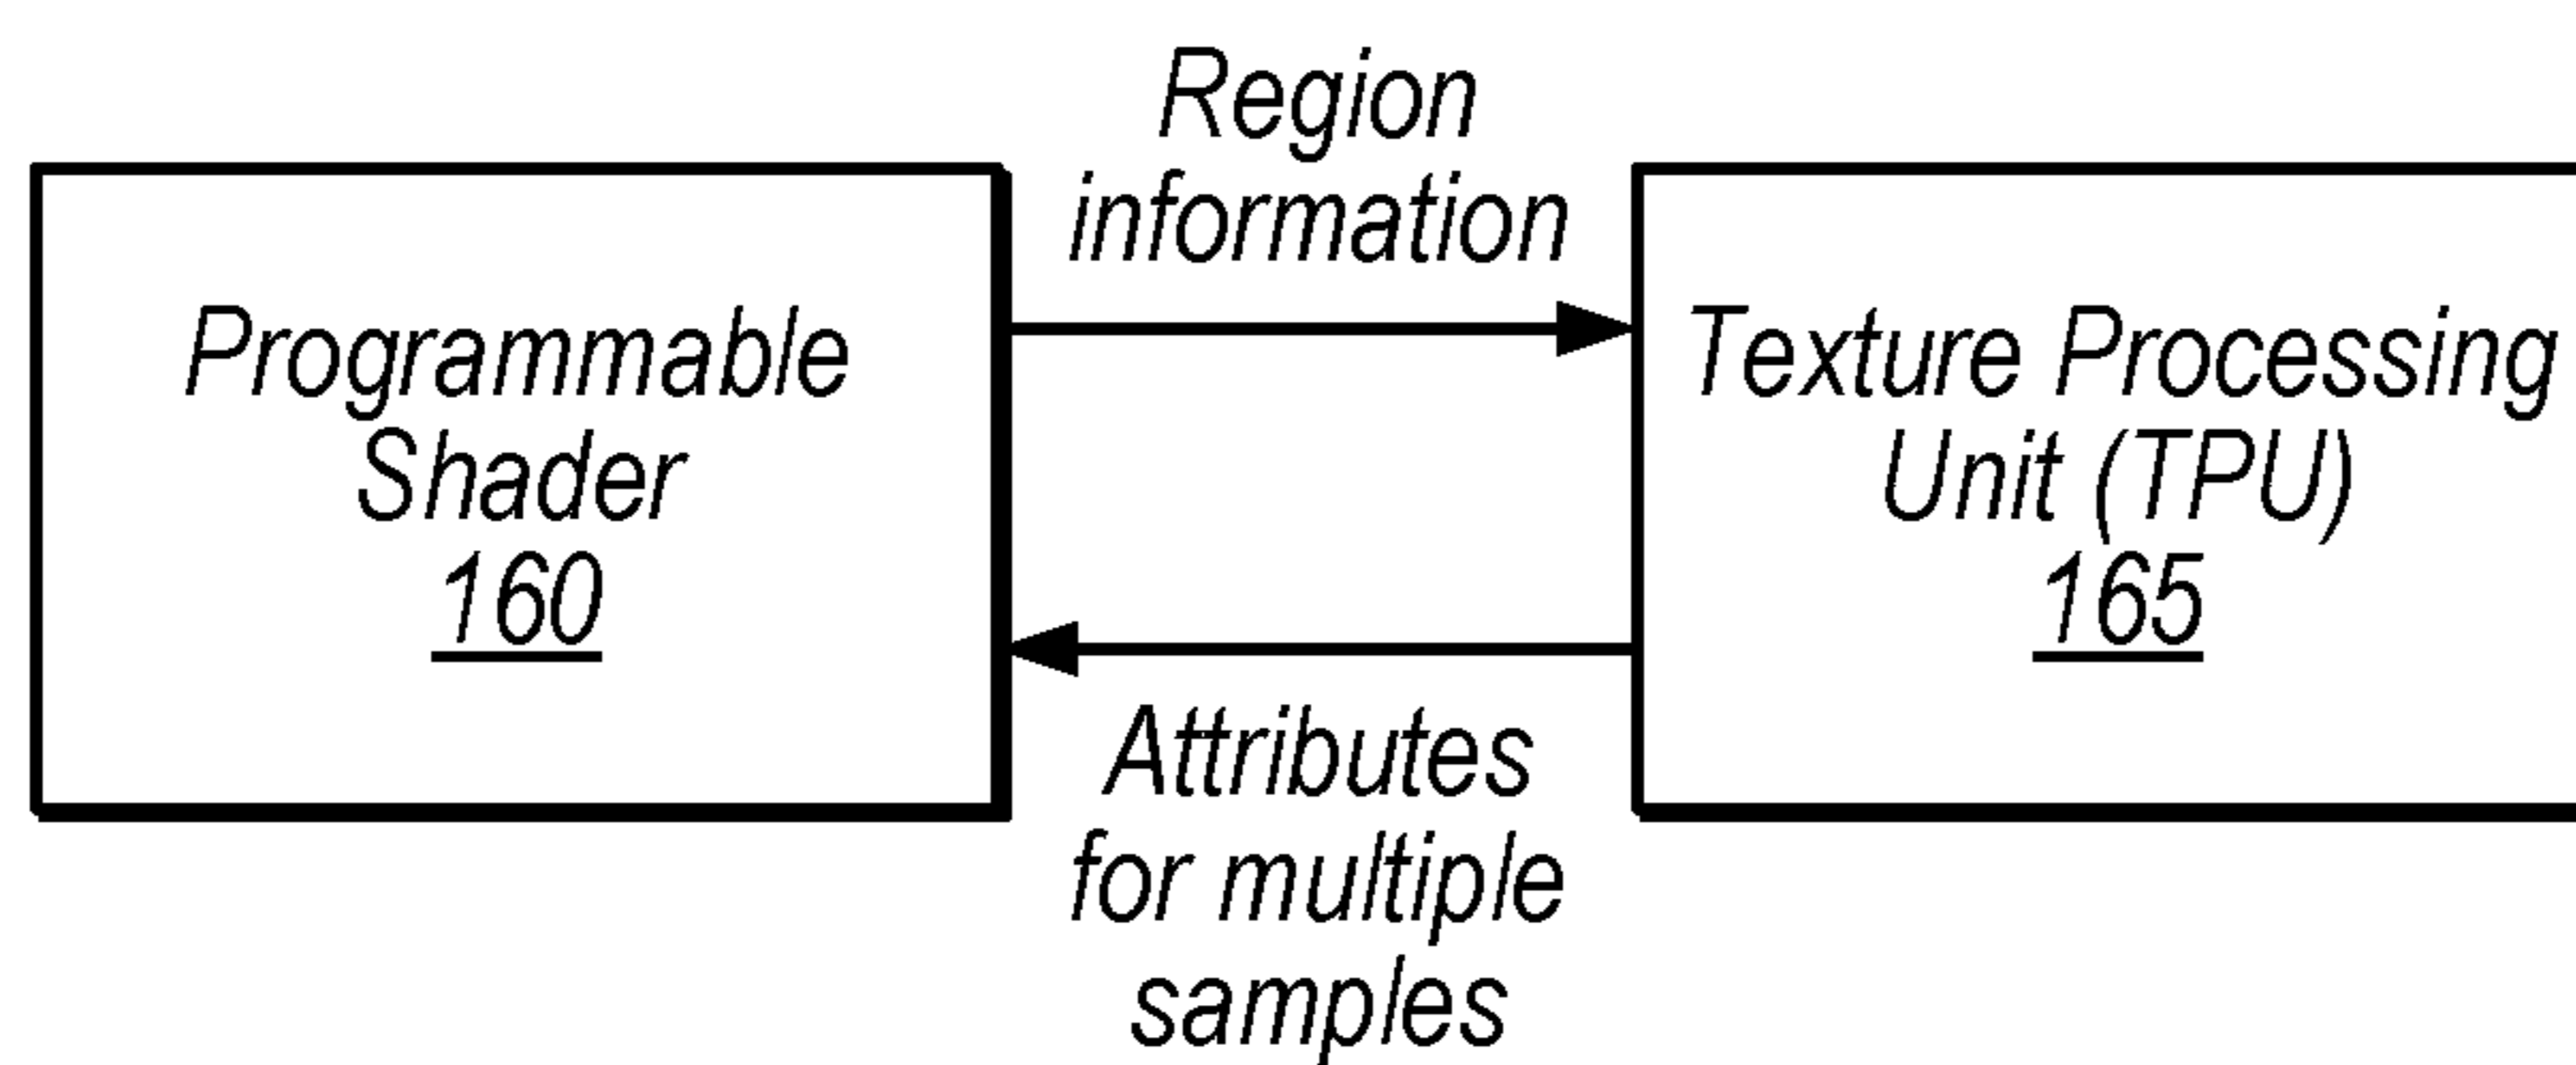 Region
information
Programmable
Shader
160
Texture Processing
Unit (TPU)
165
Attributes
for multiple
samples